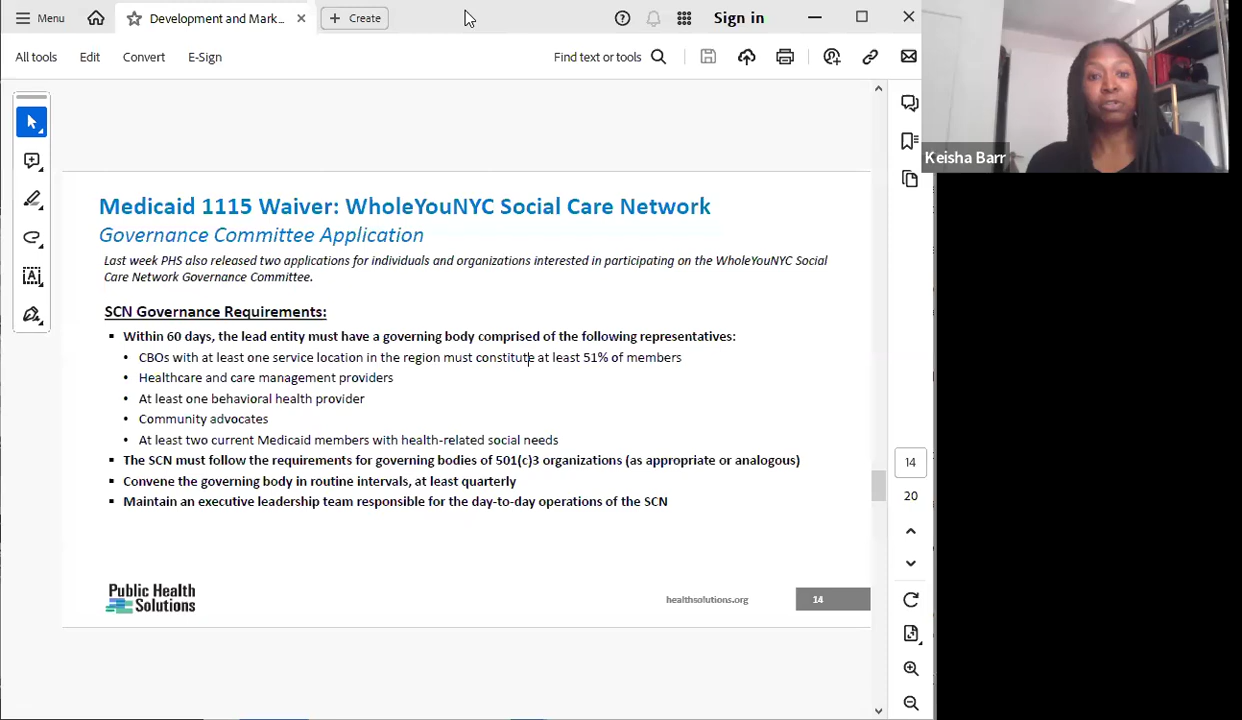 Menu
Development and Mark...
Create
Sign in
All tools
Edit
Convert
E-Sign
Find text or tools
Keisha Barr
Medicaid 1115 Waiver: WholeYouNYC Social Care Network
Governance Committee Application
Last week PHS also released two applications for individuals and organizations interested in participating on the WholeYouNYC Social
Care Network Governance Committee.
SCN Governance Requirements:
▪ Within 60 days, the lead entity must have a governing body comprised of the following representatives:
• CBOs with at least one service location in the region must constitute at least 51% of members
• Healthcare and care management providers
• At least one behavioral health provider
• Community advocates
• At least two current Medicaid members with health-related social needs
▪ The SCN must follow the requirements for governing bodies of 501(c)3 organizations (as appropriate or analogous)
▪ Convene the governing body in routine intervals, at least quarterly
▪ Maintain an executive leadership team responsible for the day-to-day operations of the SCN
14
20
Public Health
Solutions
healthsolutions.org
14